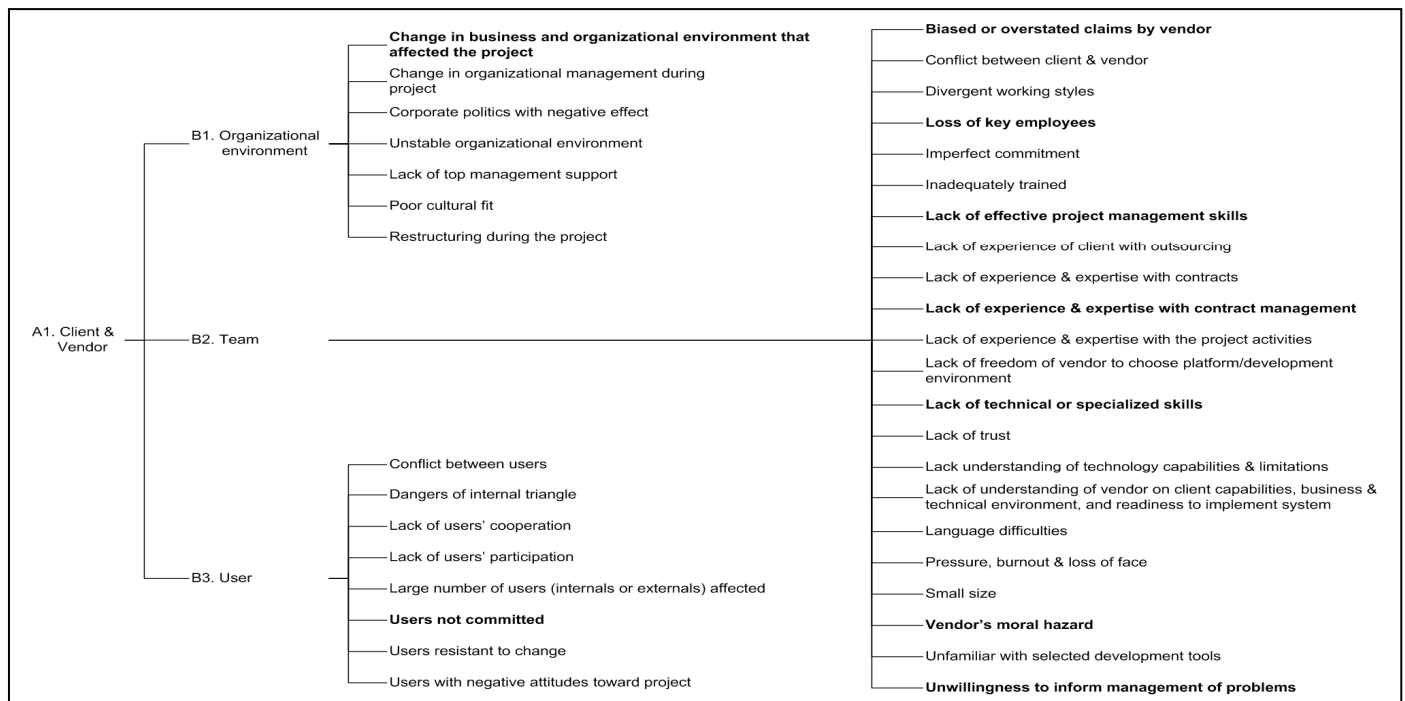 A1. Client &
Vendor
B1. Organizational
environment
Change in business and organizational environment that
affected the project
Change in organizational management during
project
Corporate politics with negative effect
Unstable organizational environment
Lack of top management support
Poor cultural fit
Restructuring during the project
B2. Team
Biased or overstated claims by vendor
Conflict between client & vendor
Divergent working styles
Loss of key employees
Imperfect commitment
Inadequately trained
Lack of effective project management skills
Lack of experience of client with outsourcing
Lack of experience & expertise with contracts
Lack of experience & expertise with contract management
Lack of experience & expertise with the project activities
Lack of freedom of vendor to choose platform/development
environment
Lack of technical or specialized skills
Lack of trust
Lack understanding of technology capabilities & limitations
Lack of understanding of vendor on client capabilities, business &
technical environment, and readiness to implement system
Language difficulties
Pressure, burnout & loss of face
Small size
Vendor's moral hazard
Unfamiliar with selected development tools
Unwillingness to inform management of problems
B3. User
Conflict between users
Dangers of internal triangle
Lack of users' cooperation
Lack of users' participation
Large number of users (internals or externals) affected
Users not committed
Users resistant to change
Users with negative attitudes toward project